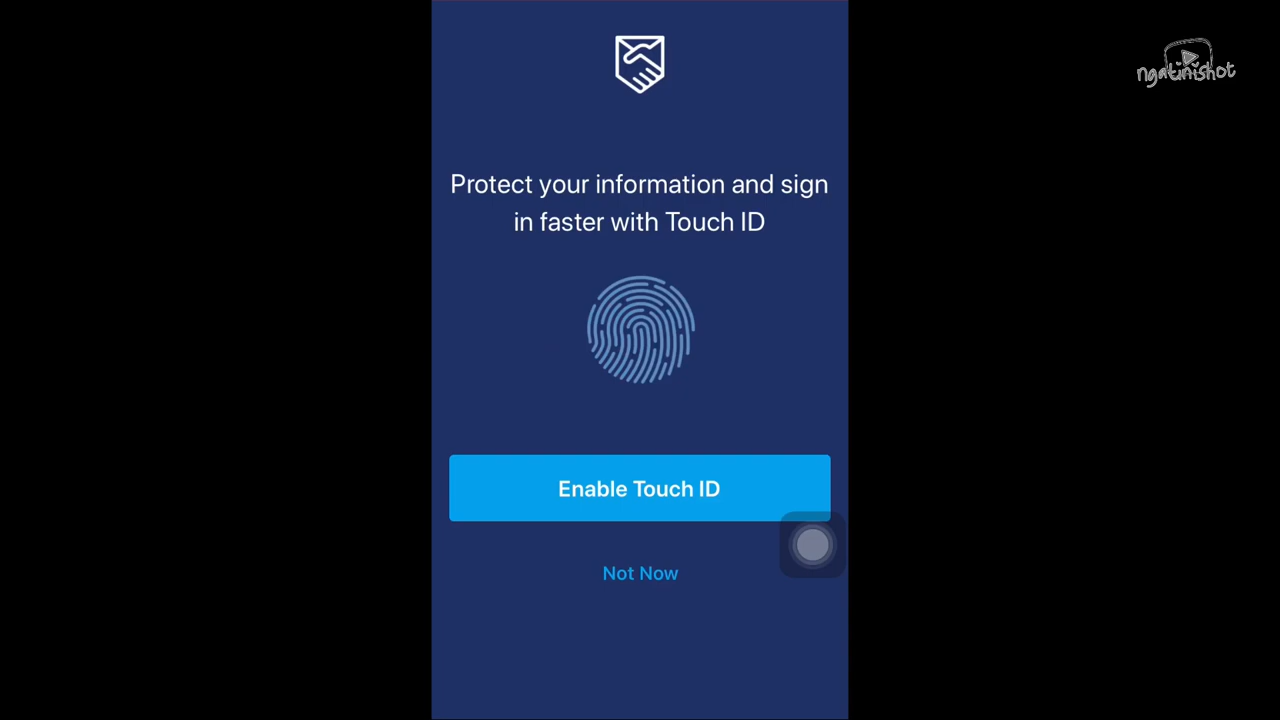 ngatinishot
Protect your information and sign
in faster with Touch ID
Enable Touch ID
Not Now